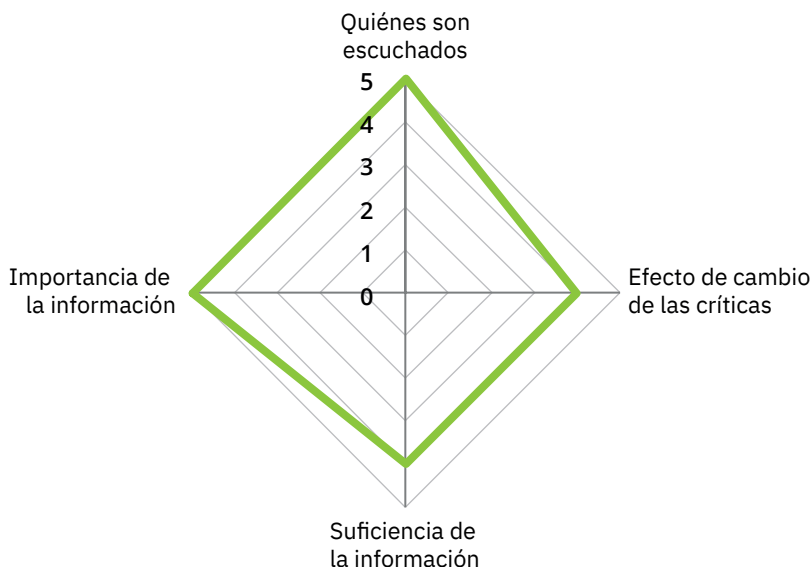 Quiénes son
escuchados
5
4
3
2
1
0
Importancia de
la información
Efecto de cambio
de las críticas
Suficiencia de
la información